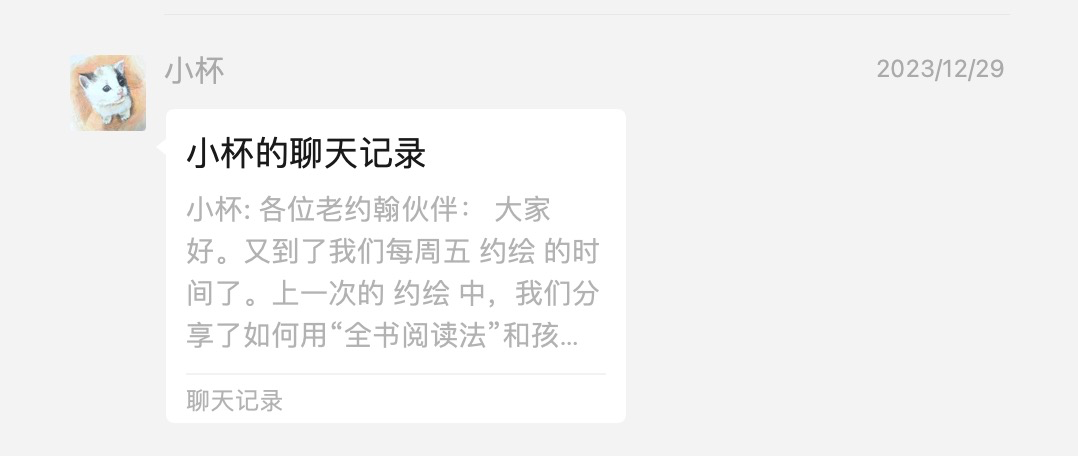 小杯
2023/12/29
小杯的聊天记录
小杯: 各位老约翰伙伴： 大家
好。又到了我们每周五 约绘 的时
间了。上一次的 约绘 中，我们分
享了如何用“全书阅读法”和孩...
聊天记录